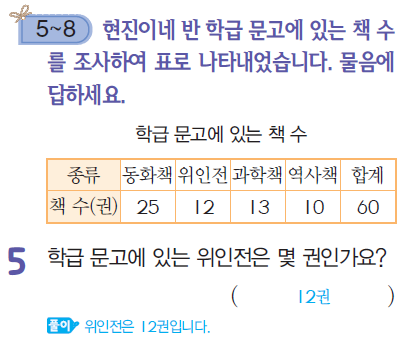 5~8 현진이네 반 학급 문고에 있는 책 수
를 조사하여 표로 나타내었습니다. 물음에
답하세요.
학급 문고에 있는 책 수
종류 동화책 위인전 과학책 역사책 합계
책 수(권) 25 12 13 10 60
5 학급 문고에 있는 위인전은 몇 권인가요?
( 12권 )
풀이 위인전은 12권입니다.